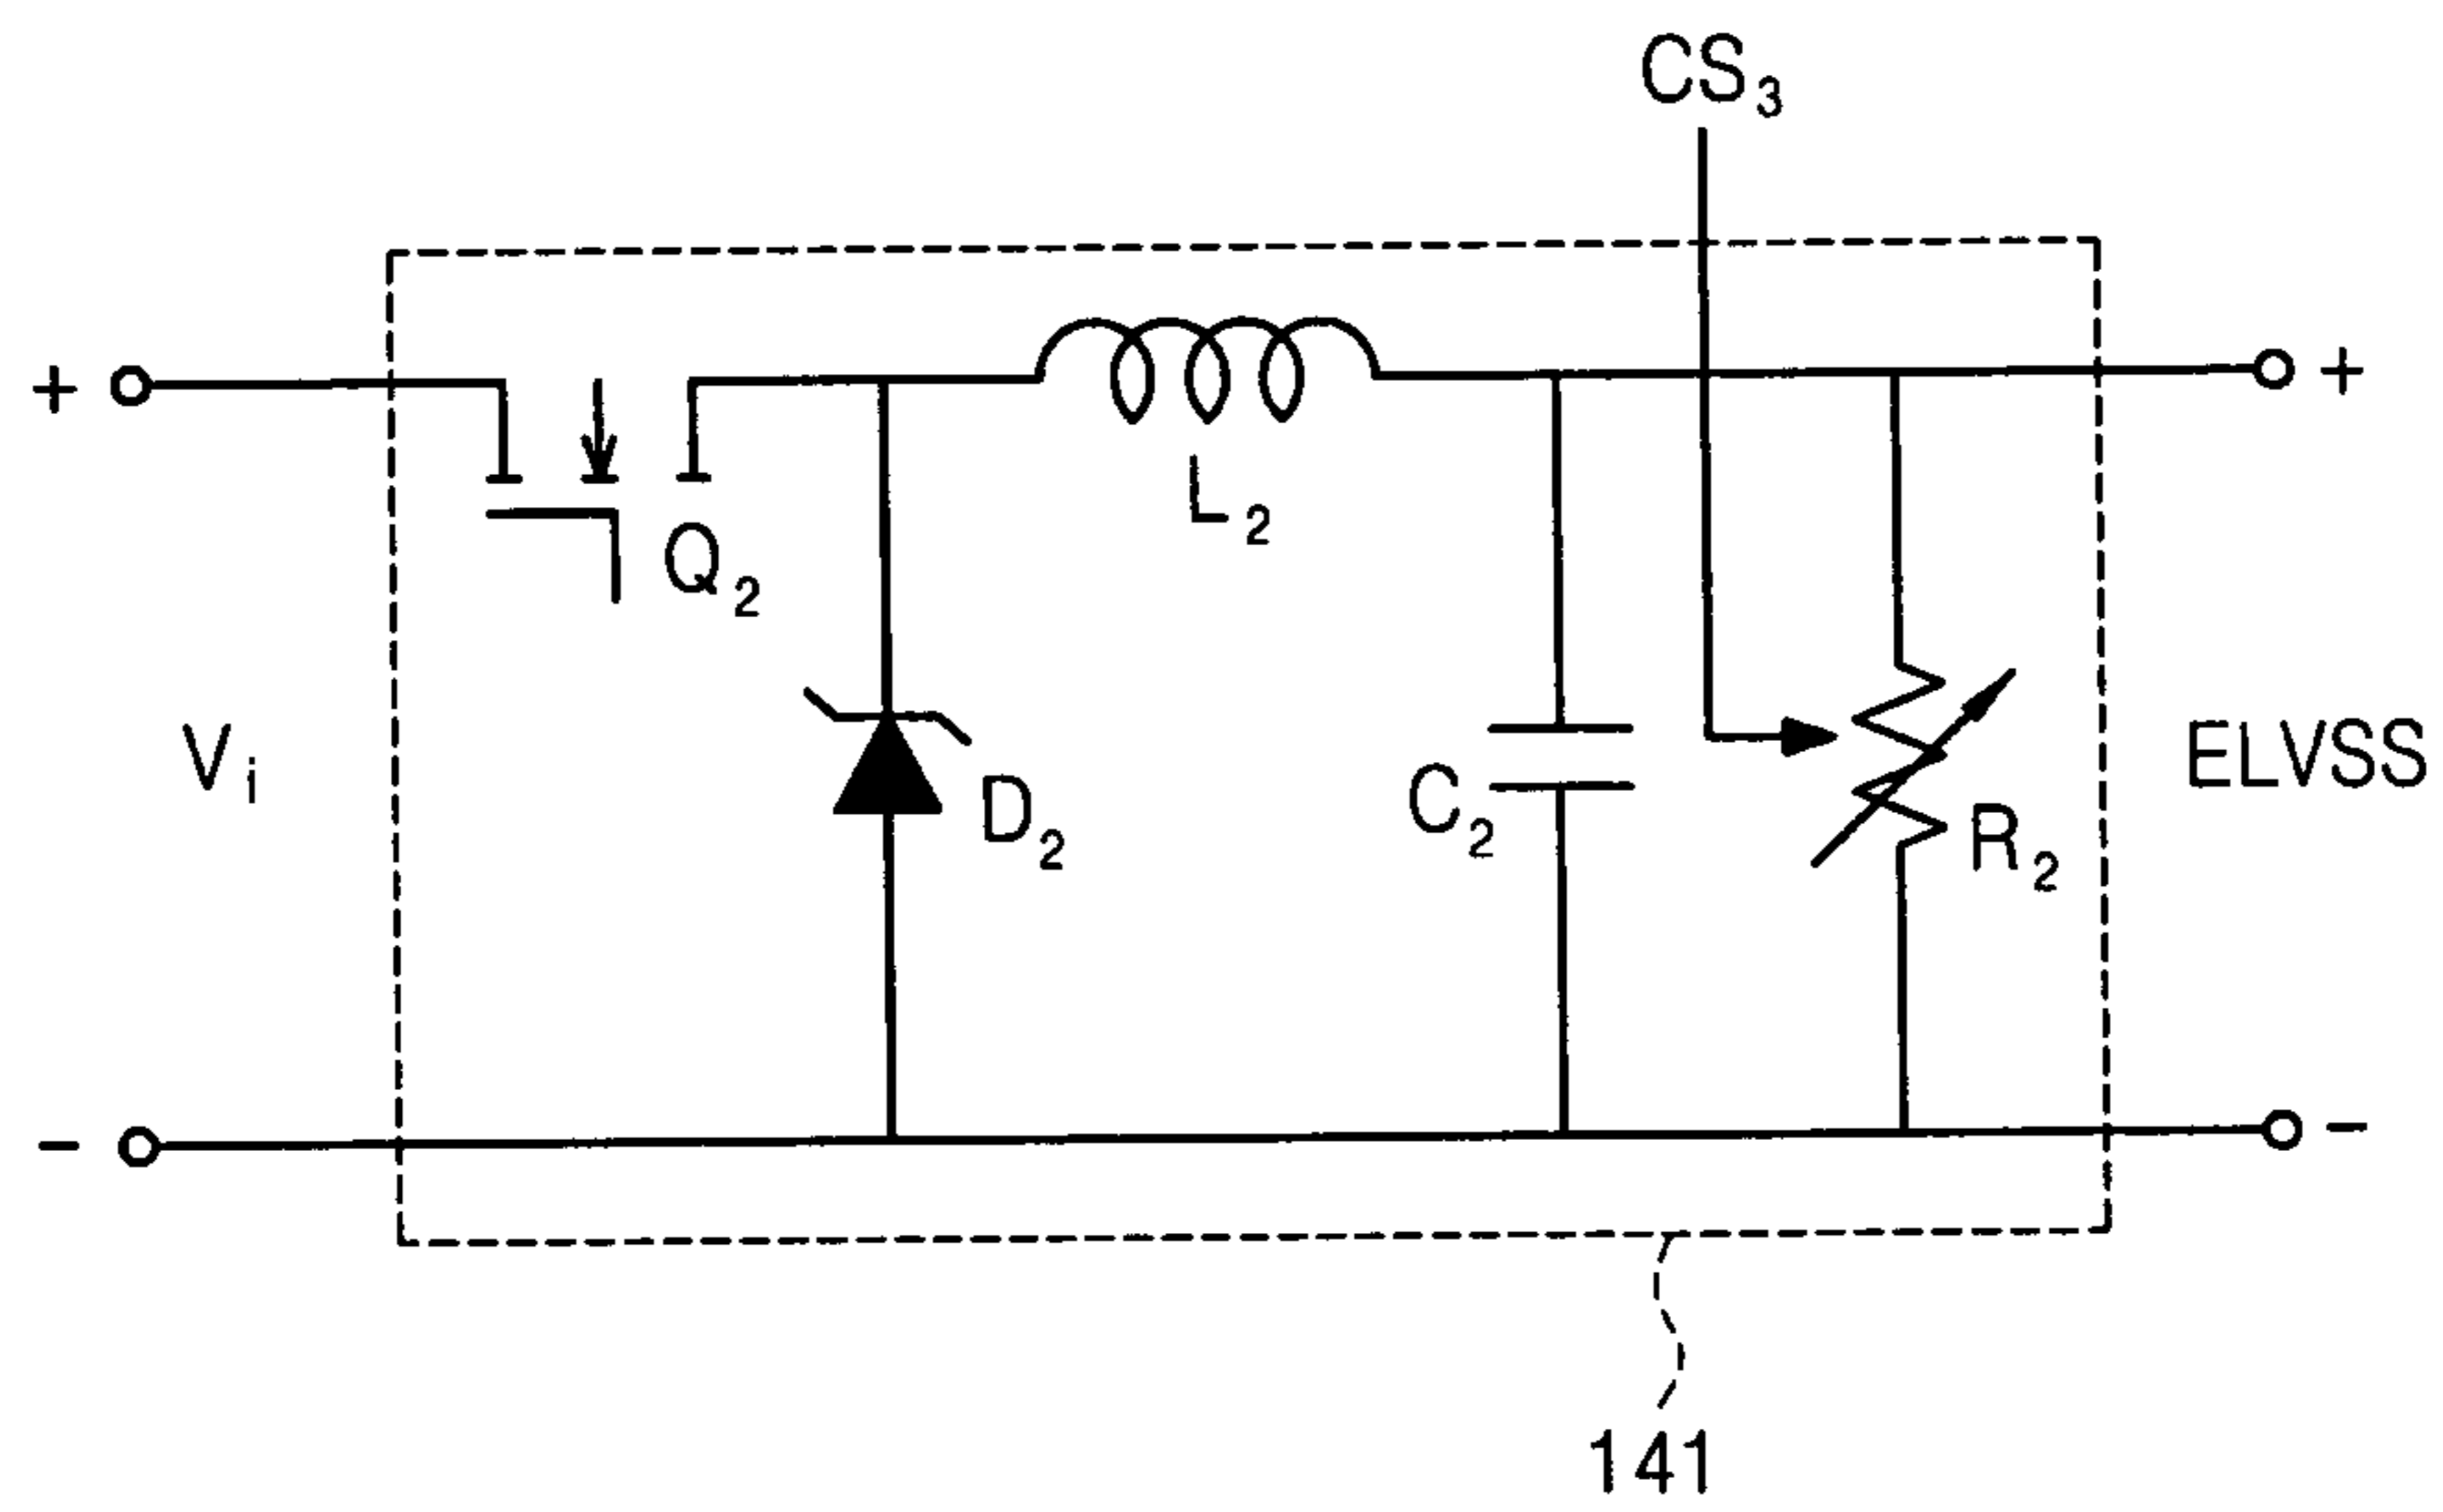 CS3
+ +
L2
Q2
Vi ELVSS
D2 C2 R2
- -
141